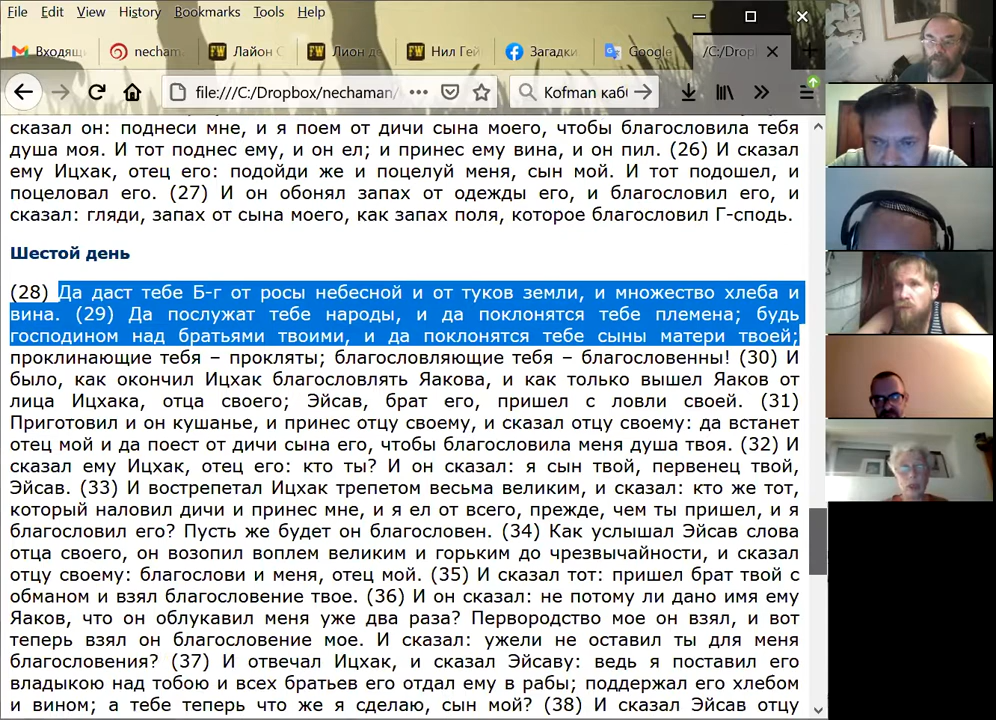 File Edit View History Bookmarks Tools Help
Входящ necham Лайон С Лион де Нил Гей Загадки Google /C:/Drop
file:///C:/Dropbox/nechaman/ Kofman каб
сказал он: поднеси мне, и я поем от дичи сына моего, чтобы благословила тебя
душа моя. И тот поднес ему, и он ел; и принес ему вина, и он пил. (26) И сказал
ему Ицхак, отец его: подойди же и поцелуй меня, сын мой. И тот подошел, и
поцеловал его. (27) И он обонял запах от одежды его, и благословил его, и
сказал: гляди, запах от сына моего, как запах поля, которое благословил Г-сподь.
Шестой день
(28) Да даст тебе Б-г от росы небесной и от туков земли, и множество хлеба и
вина. (29) Да послужат тебе народы, и да поклонятся тебе племена; будь
господином над братьями твоими, и да поклонятся тебе сыны матери твоей;
проклинающие тебя – прокляты; благословляющие тебя – благословенны! (30) И
было, как окончил Ицхак благословлять Яакова, и как только вышел Яаков от
лица Ицхака, отца своего; Эйсав, брат его, пришел с ловли своей. (31)
Приготовил и он кушанье, и принес отцу своему, и сказал отцу своему: да встанет
отец мой и да поест от дичи сына его, чтобы благословила меня душа твоя. (32) И
сказал ему Ицхак, отец его: кто ты? И он сказал: я сын твой, первенец твой,
Эйсав. (33) И вострепетал Ицхак трепетом весьма великим, и сказал: кто же тот,
который наловил дичи и принес мне, и я ел от всего, прежде, чем ты пришел, и я
благословил его? Пусть же будет он благословен. (34) Как услышал Эйсав слова
отца своего, он возопил воплем великим и горьким до чрезвычайности, и сказал
отцу своему: благослови и меня, отец мой. (35) И сказал тот: пришел брат твой с
обманом и взял благословение твое. (36) И он сказал: не потому ли дано имя ему
Яаков, что он облукавил меня уже два раза? Первородство мое он взял, и вот
теперь взял он благословение мое. И сказал: ужели не оставил ты для меня
благословения? (37) И отвечал Ицхак, и сказал Эйсаву: ведь я поставил его
владыкою над тобою и всех братьев его отдал ему в рабы; поддержал его хлебом
и вином; а тебе теперь что же я сделаю, сын мой? (38) И сказал Эйсав отцу